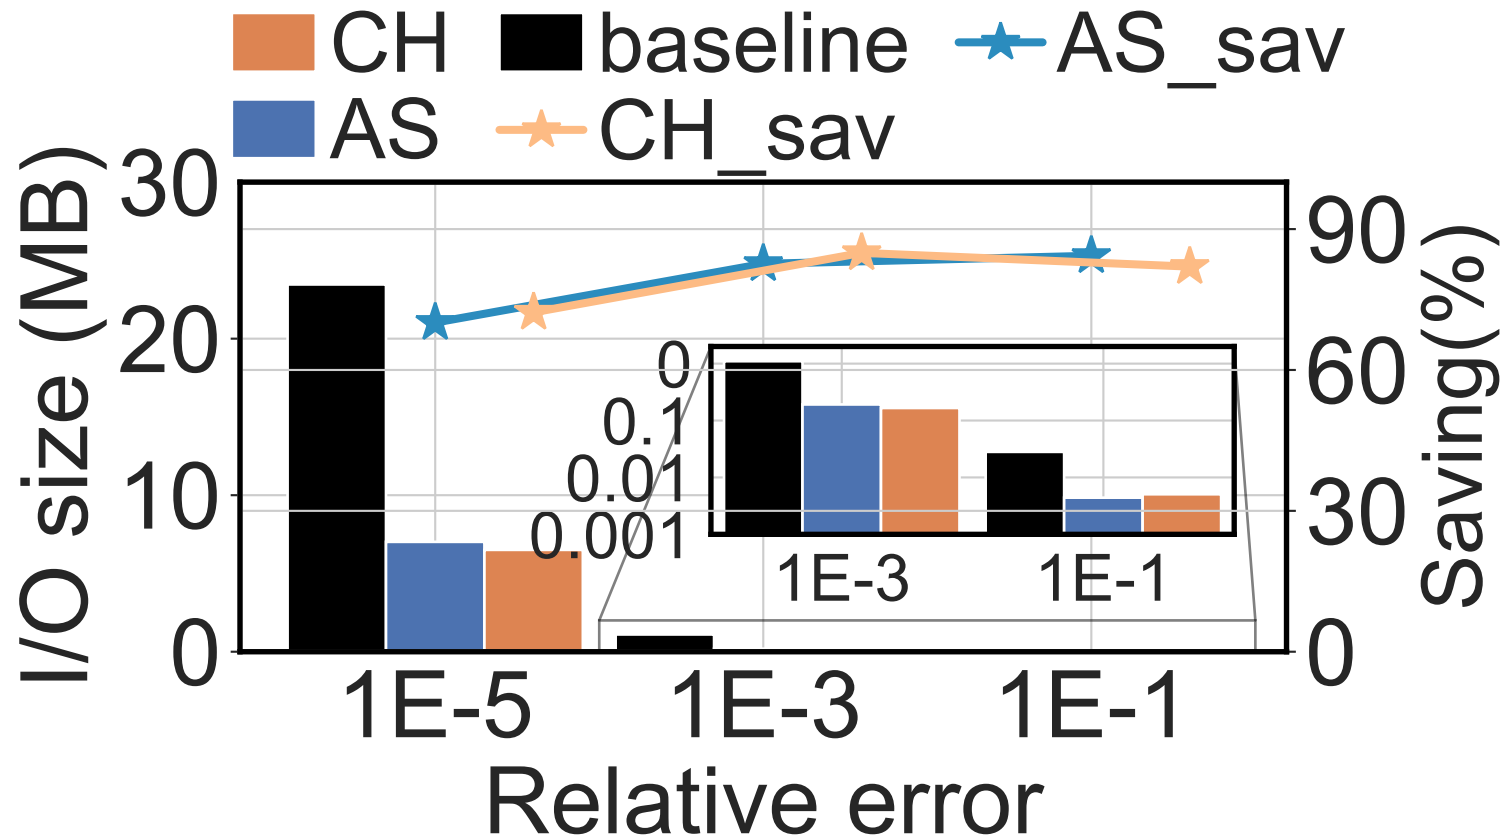 CH baseline AS_sav
AS CH_sav
I/O size (MB)
30
20
10
0
Saving(%)
90
60
30
0
0
0.1
0.01
0.001
1E-3 1E-1
1E-5 1E-3 1E-1
Relative error